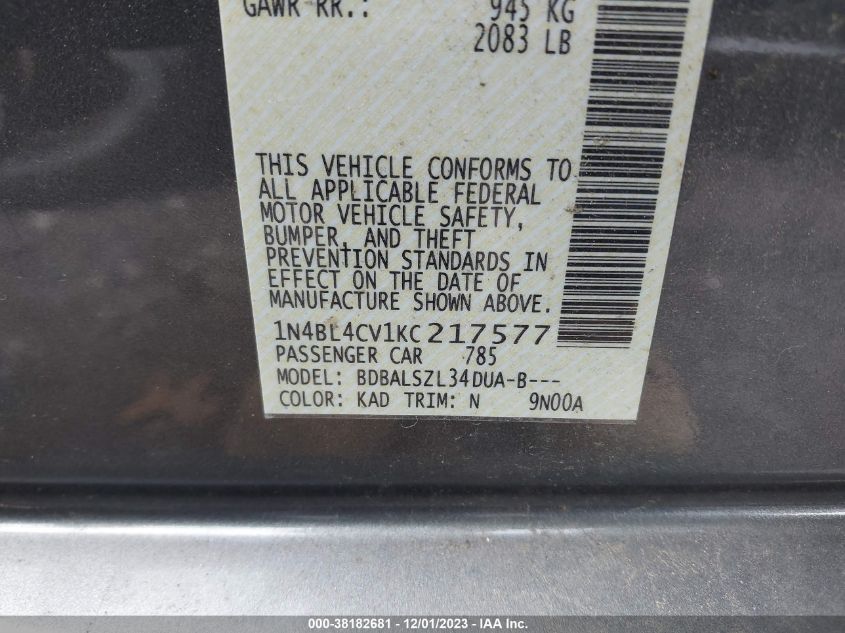 GAWR RR.: 945 KG
2083 LB
THIS VEHICLE CONFORMS TO
ALL APPLICABLE FEDERAL
MOTOR VEHICLE SAFETY,
BUMPER, AND THEFT
PREVENTION STANDARDS IN
EFFECT ON THE DATE OF
MANUFACTURE SHOWN ABOVE.
1N4BL4CV1KC217577
PASSENGER CAR 785
MODEL: BDBALSZL34DUA-B---
COLOR: KAD TRIM: N 9N00A
000-38182681 - 12/01/2023 - IAA Inc.